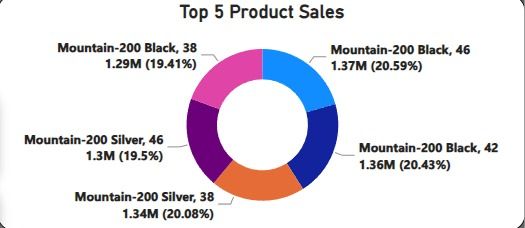 Top 5 Product Sales
Mountain-200 Black, 38
1.29M (19.41%)
Mountain-200 Black, 46
1.37M (20.59%)
Mountain-200 Silver, 46
1.3M (19.5%)
Mountain-200 Black, 42
1.36M (20.43%)
Mountain-200 Silver, 38
1.34M (20.08%)